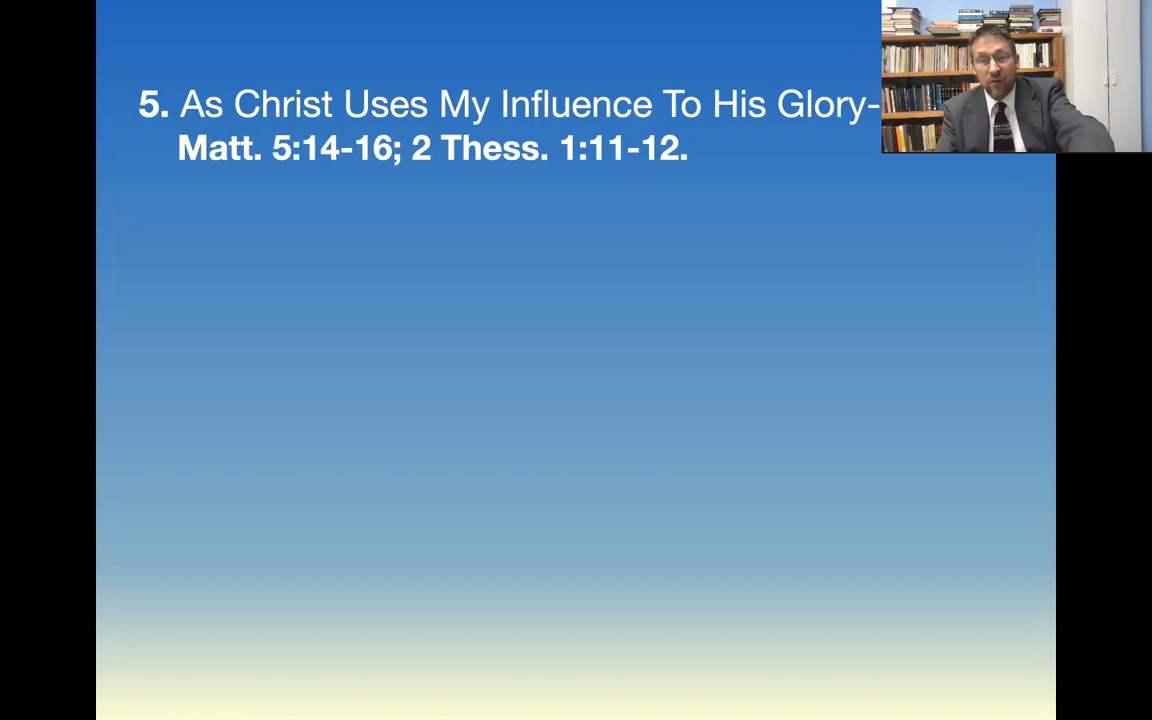 5. As Christ Uses My Influence To His Glory-
Matt. 5:14-16; 2 Thess. 1:11-12.